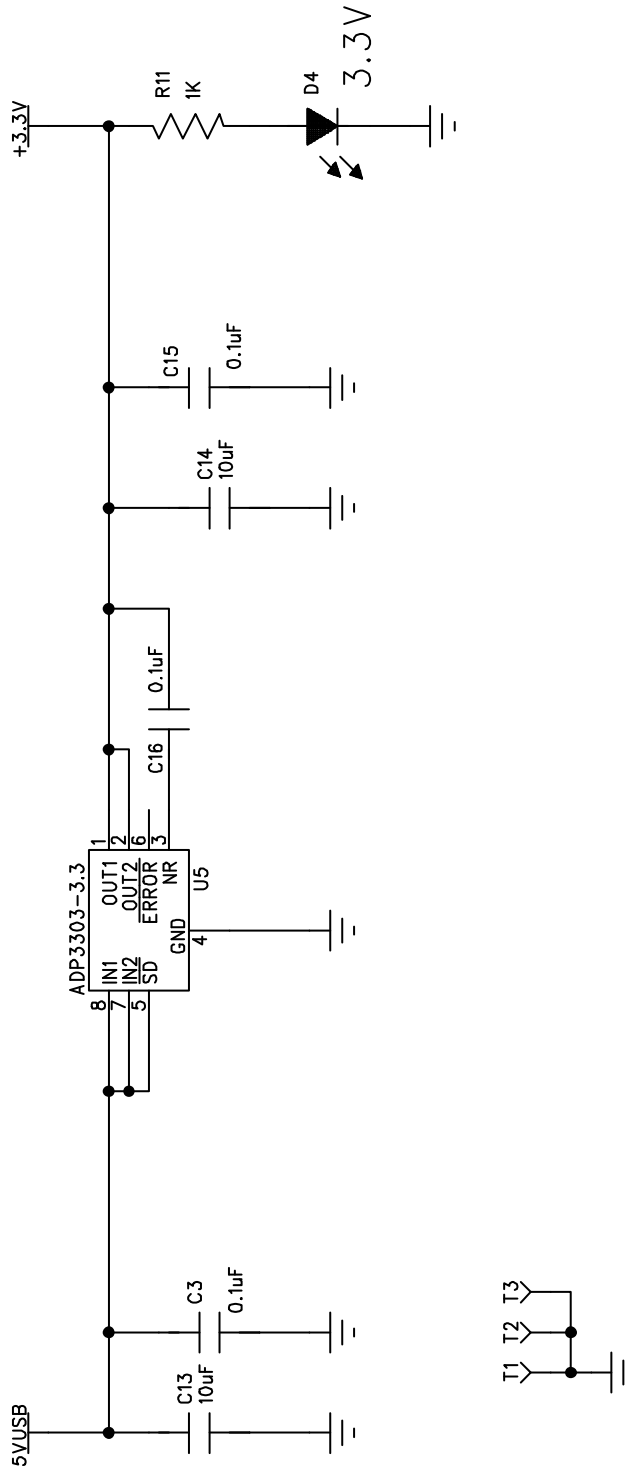 5VUSB
C13
10uF
C3
0.1uF
ADP3303-3.3
8
IN1
7
IN2
5
SD
GND
4
OUT1
1
OUT2
2
ERROR
6
NR
3
U5
C16
0.1uF
C14
10uF
C15
0.1uF
+3.3V
R11
1K
D4
3.3V
T1
T2
T3